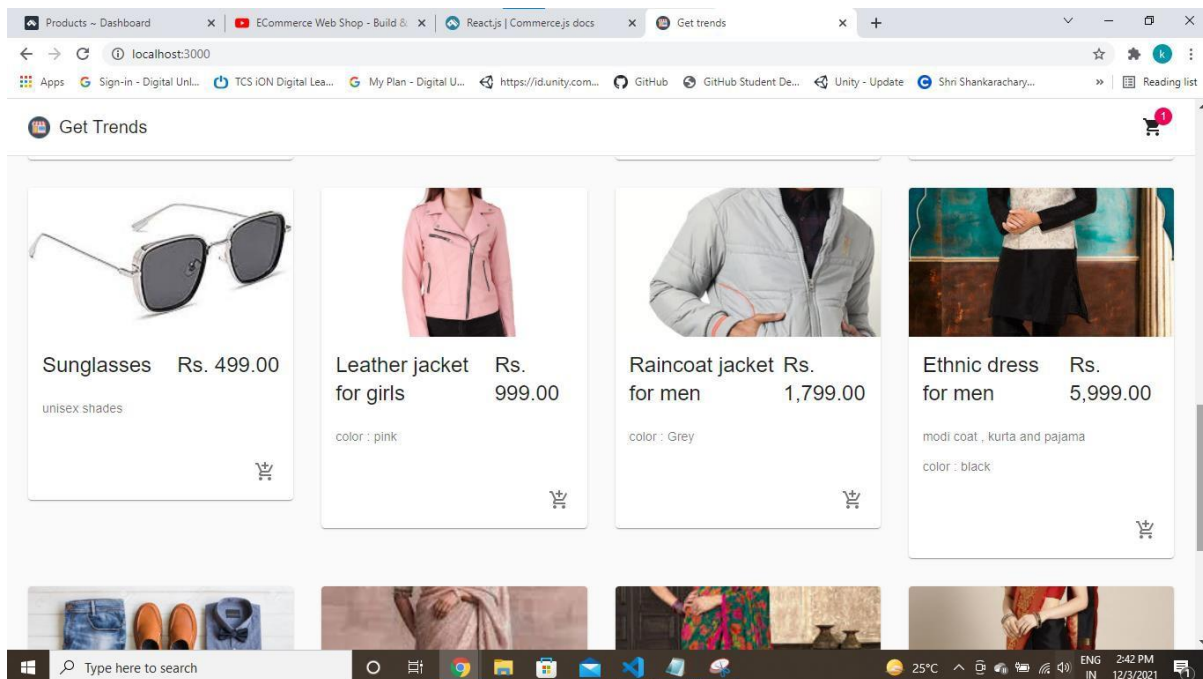 Products ~ Dashboard
ECommerce Web Shop - Build &
React.js | Commerce.js docs
Get trends
localhost:3000
k
Apps
Sign-in - Digital Unl...
TCS iON Digital Lea...
My Plan - Digital U...
https://id.unity.com...
GitHub
GitHub Student De...
Unity - Update
Shri Shankarachary...
Reading list
Get Trends
1
Sunglasses Rs. 499.00
unisex shades
Leather jacket Rs.
for girls 999.00
color : pink
Raincoat jacket Rs.
for men 1,799.00
color : Grey
Ethnic dress Rs.
for men 5,999.00
modi coat , kurta and pajama
color : black
Type here to search
25°C
ENG
IN
2:42 PM
12/3/2021